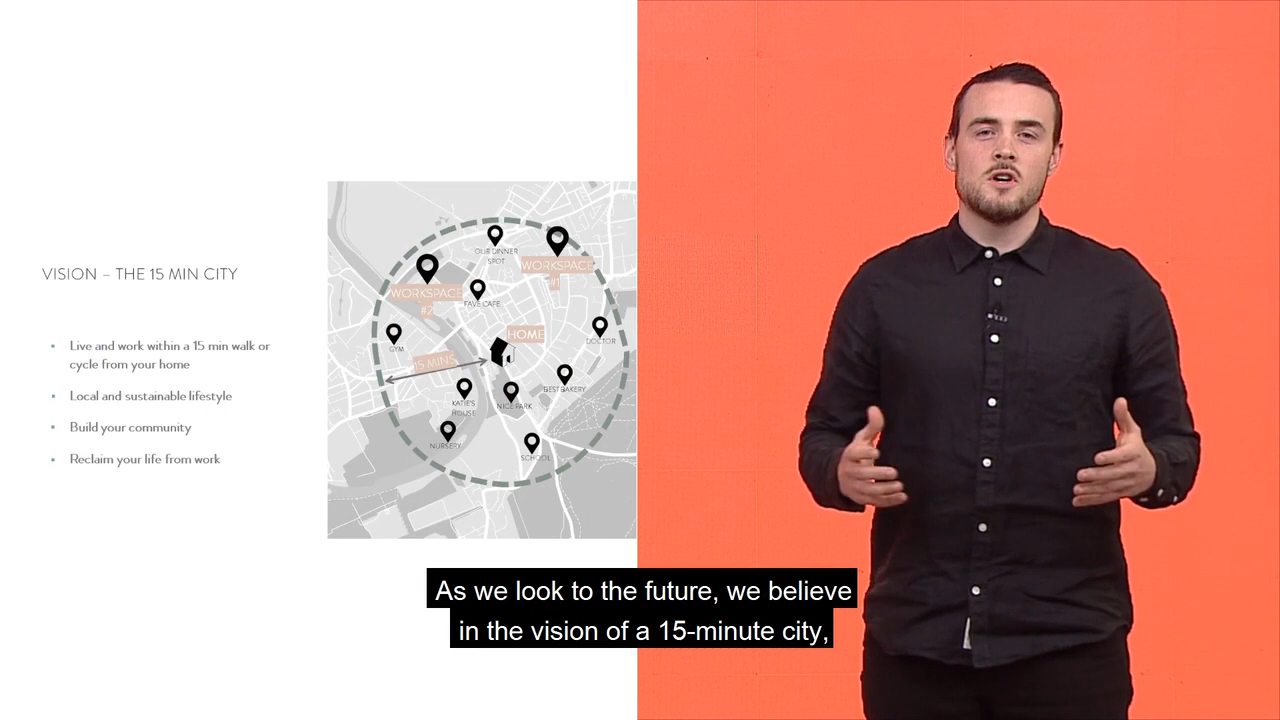 VISION – THE 15 MIN CITY
Live and work within a 15 min walk or
cycle from your home
Local and sustainable lifestyle
Build your community
Reclaim your life from work
OUR DINNER
SPOT
WORKSPACE
#1
WORKSPACE
#2
FAVE CAFE
HOME
GYM
DOCTOR
15 MINS
BEST BAKERY
KATIE'S
HOUSE
NICE PARK
NURSERY
SCHOOL
As we look to the future, we believe
in the vision of a 15-minute city,